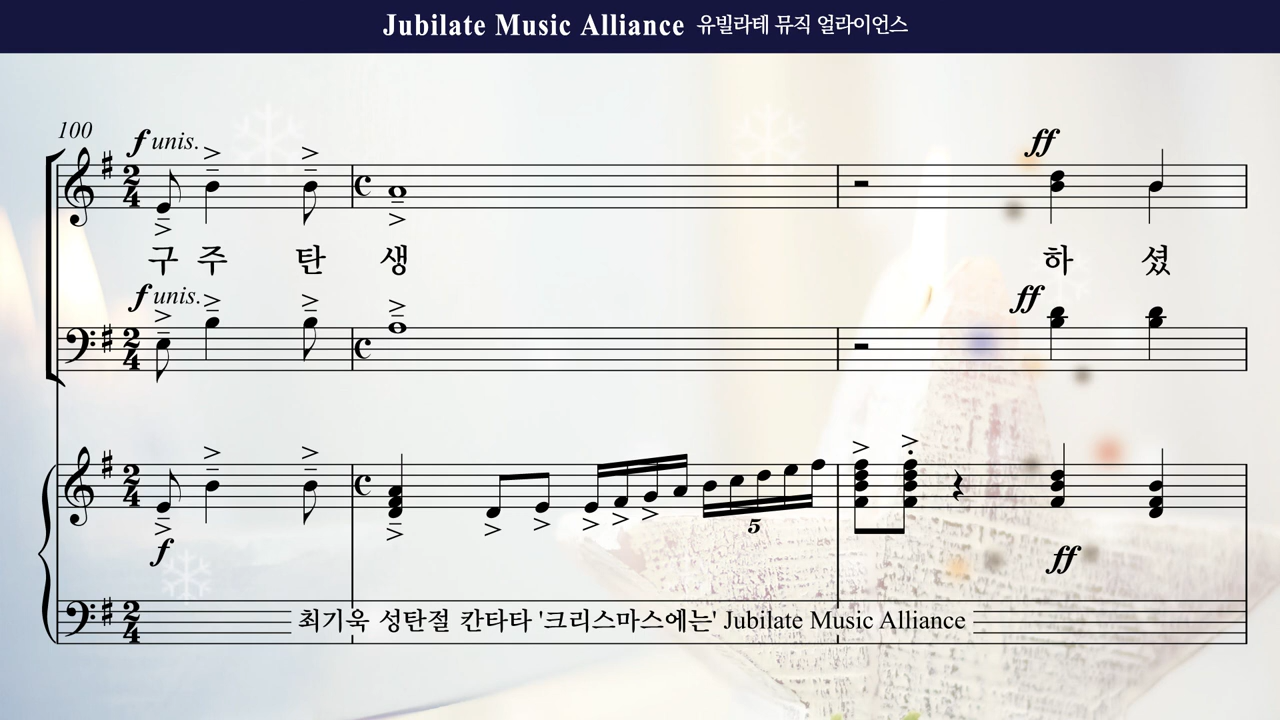 Jubilate Music Alliance 유빌라테 뮤직 얼라이언스
100
f unis.
ff
구 주 탄 생 하 셨
f unis.
ff
5
f
ff
최기욱 성탄절 칸타타 '크리스마스에는' Jubilate Music Alliance